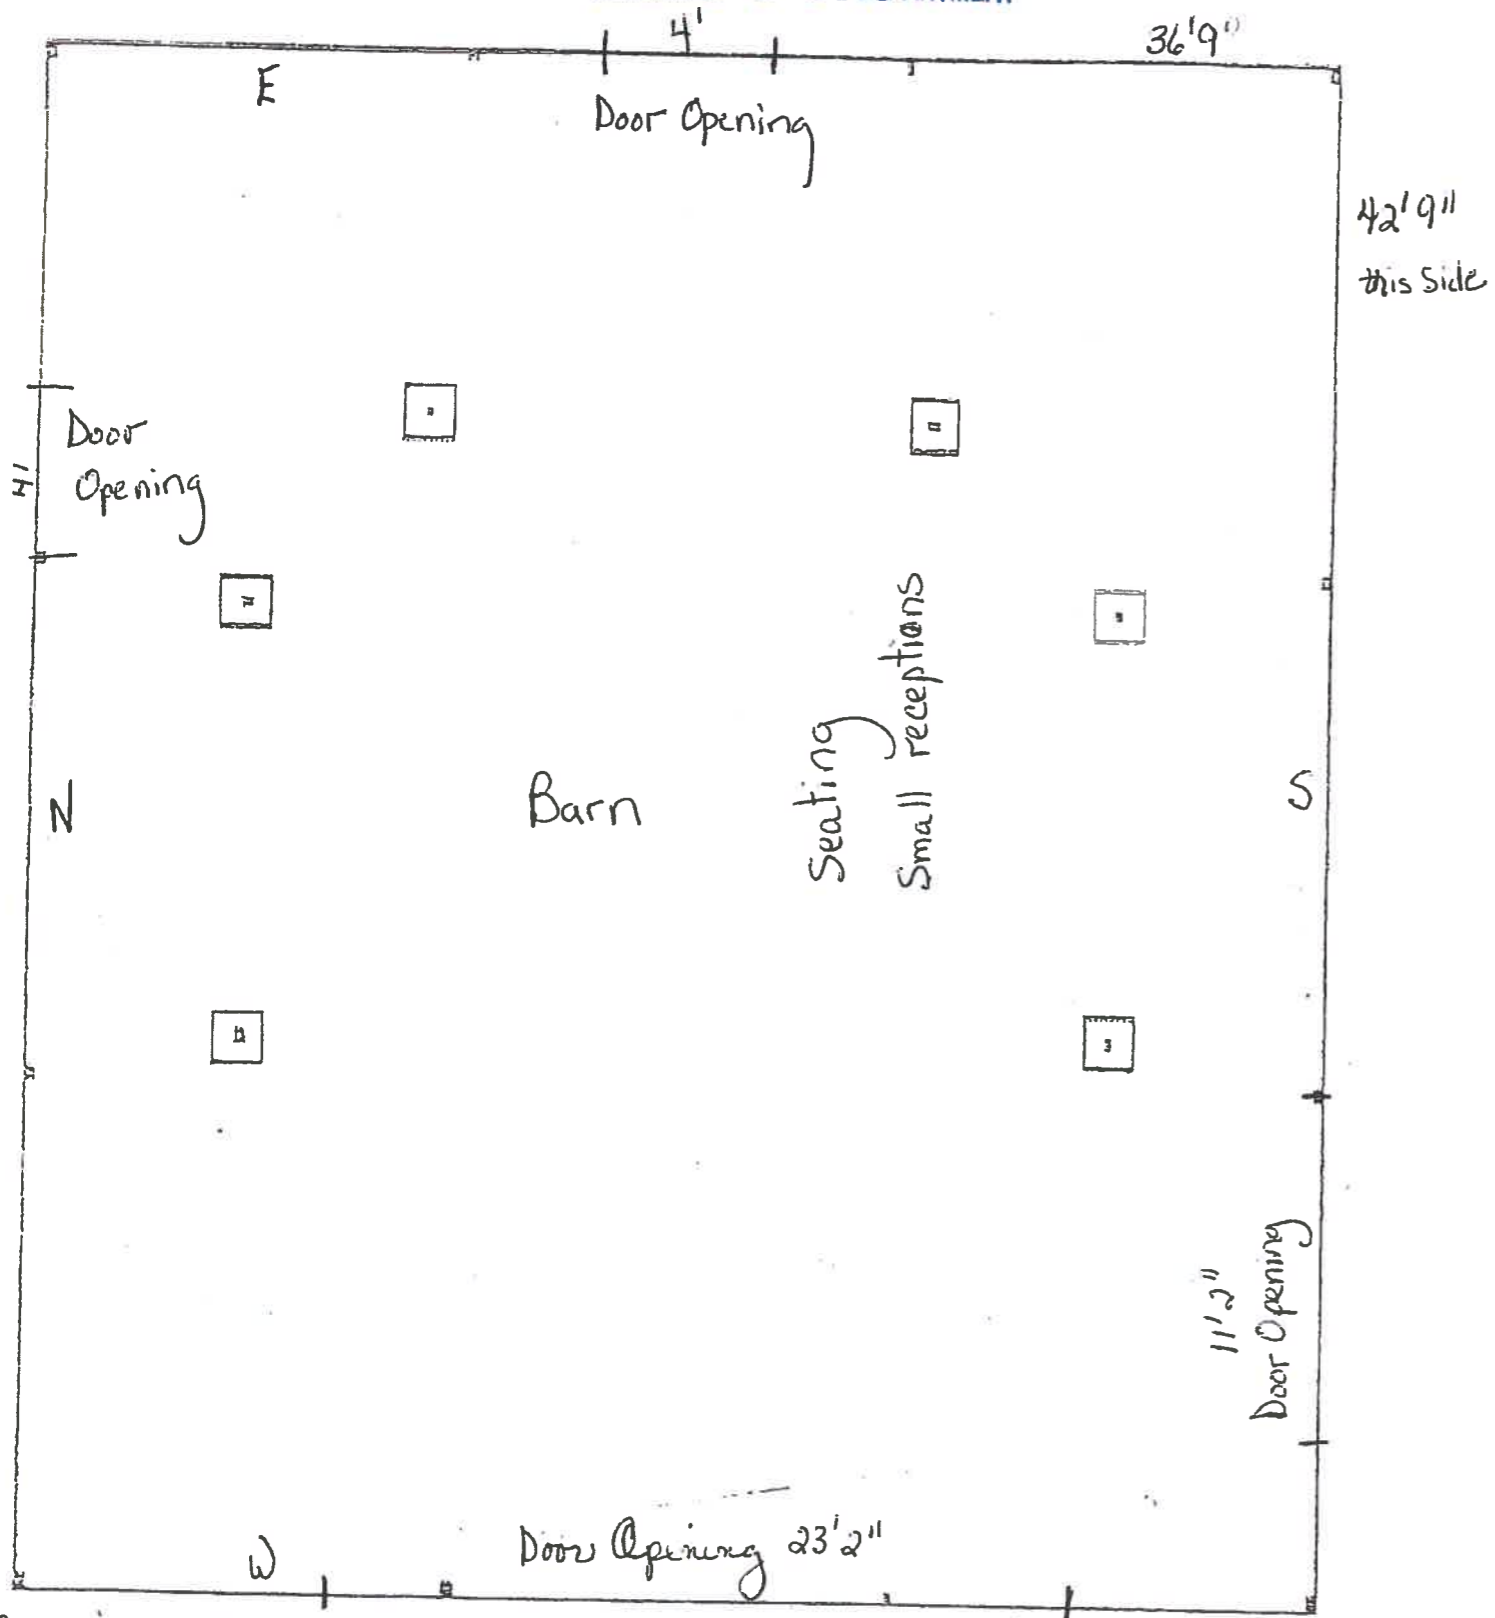 4'
36'9"
E
Door Opening
42'9"
this Side
Door
Opening
4'
Seating
Small receptions
N
Barn
S
11'2"
Door Opening
Door Opining 23'2"
W